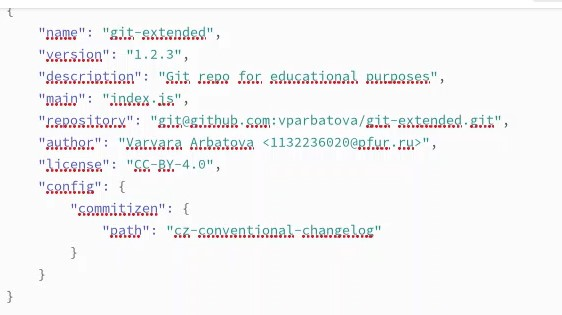 {
    "name": "git-extended",
    "version": "1.2.3",
    "description": "Git repo for educational purposes",
    "main": "index.js",
    "repository": "git@github.com:vparbatova/git-extended.git",
    "author": "Varvara Arbatova <1132236020@pfur.ru>",
    "license": "CC-BY-4.0",
    "config": {
        "commitizen": {
            "path": "cz-conventional-changelog"
        }
    }
}